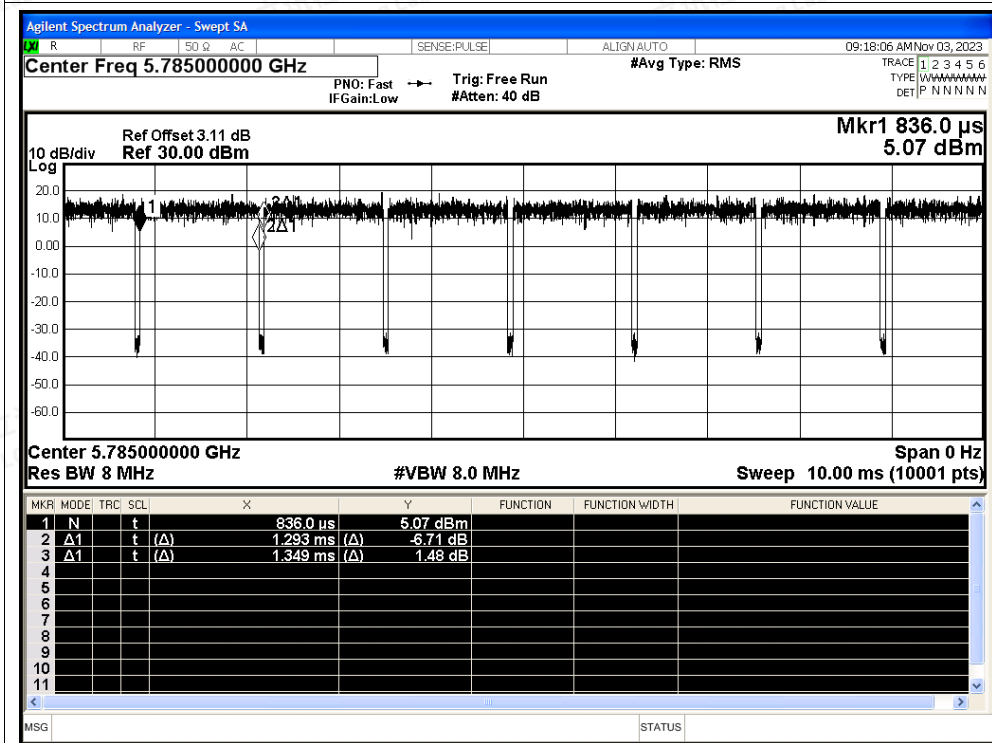 Agilent Spectrum Analyzer - Swept SA
LXI R RF 50 Ω AC SENSE:PULSE ALIGN AUTO 09:18:06 AM Nov 03, 2023
Center Freq 5.785000000 GHz #Avg Type: RMS TRACE 1 2 3 4 5 6
PNO: Fast Trig: Free Run TYPE WWWWWW
IFGain:Low #Atten: 40 dB DET P N N N N N
Mkr1 836.0 µs
Ref Offset 3.11 dB
10 dB/div Ref 30.00 dBm 5.07 dBm
Log
20.0
1 3Δ1
10.0
2Δ1
0.00
-10.0
-20.0
-30.0
-40.0
-50.0
-60.0
Center 5.785000000 GHz Span 0 Hz
Res BW 8 MHz #VBW 8.0 MHz Sweep 10.00 ms (10001 pts)
MKR MODE TRC SCL X Y FUNCTION FUNCTION WIDTH FUNCTION VALUE
1 N t 836.0 µs 5.07 dBm
2 Δ1 t (Δ) 1.293 ms (Δ) -6.71 dB
3 Δ1 t (Δ) 1.349 ms (Δ) 1.48 dB
4
5
6
7
8
9
10
11
MSG STATUS